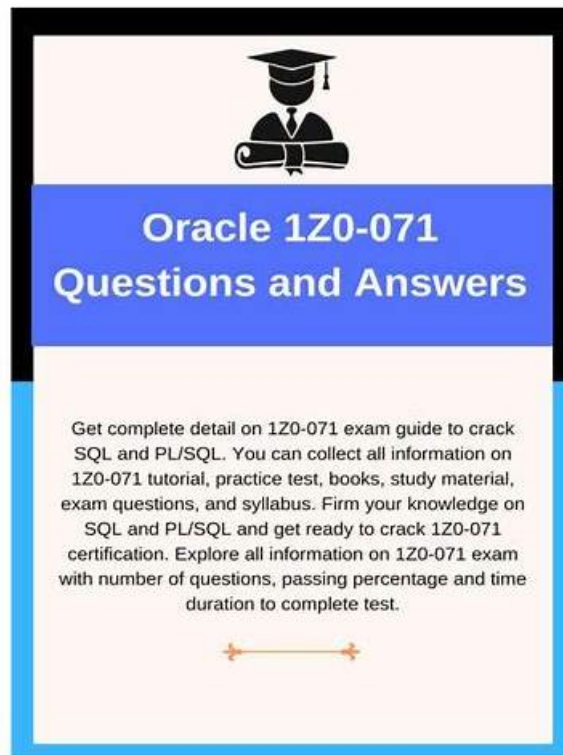 Oracle 1Z0-071
Questions and Answers
Get complete detail on 1Z0-071 exam guide to crack
SQL and PL/SQL. You can collect all information on
1Z0-071 tutorial, practice test, books, study material,
exam questions, and syllabus. Firm your knowledge on
SQL and PL/SQL and get ready to crack 1Z0-071
certification. Explore all information on 1Z0-071 exam
with number of questions, passing percentage and time
duration to complete test.